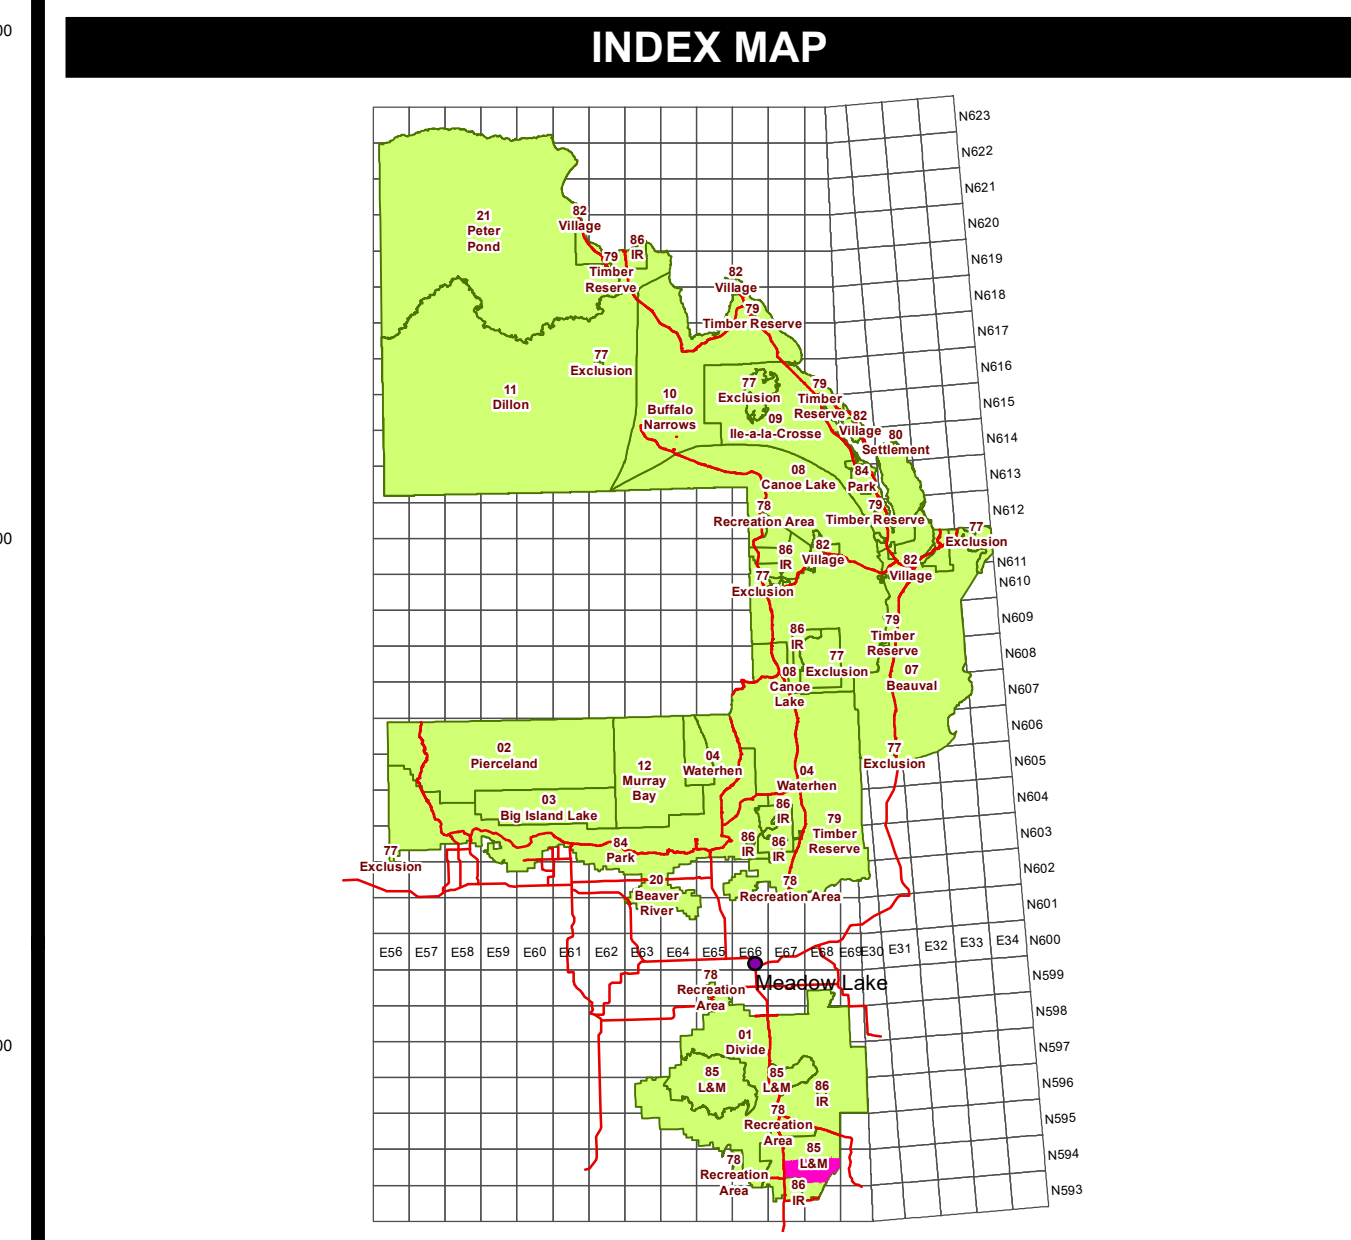 00
INDEX MAP
N623
N622
N621
N620
N619
N618
N617
N616
N615
N614
N613
N612
N611
N610
N609
N608
N607
N606
N605
N604
N603
N602
N601
N600
N599
N598
N597
N596
N595
N594
N593
21
Peter
Pond
82
Village
86
IR
79
Timber
Reserve
82
Village
79
Timber Reserve
77
Exclusion
11
Dillon
10
Buffalo
Narrows
77
Exclusion
09
Ile-a-la-Crosse
79
Timber
Reserve
82
Village
80
Settlement
08
Canoe Lake
84
Park
78
Recreation Area
79
Timber Reserve
00
77
Exclusion
86
IR
82
Village
82
Village
77
Exclusion
86
IR
77
Exclusion
79
Timber
Reserve
07
Beauval
08
Canoe
Lake
02
Pierceland
12
Murray
Bay
04
Waterhen
77
Exclusion
03
Big Island Lake
04
Waterhen
86
IR
79
Timber
Reserve
77
Exclusion
84
Park
86
IR
86
IR
20
Beaver
River
78
Recreation Area
E56 E57 E58 E59 E60 E61 E62 E63 E64 E65 E66 E67 E68 E69 E30 E31 E32 E33 E34
Meadow Lake
78
Recreation
Area
00
01
Divide
85
L&M
85
L&M
86
IR
78
Recreation
Area
85
L&M
78
Recreation
Area
86
IR